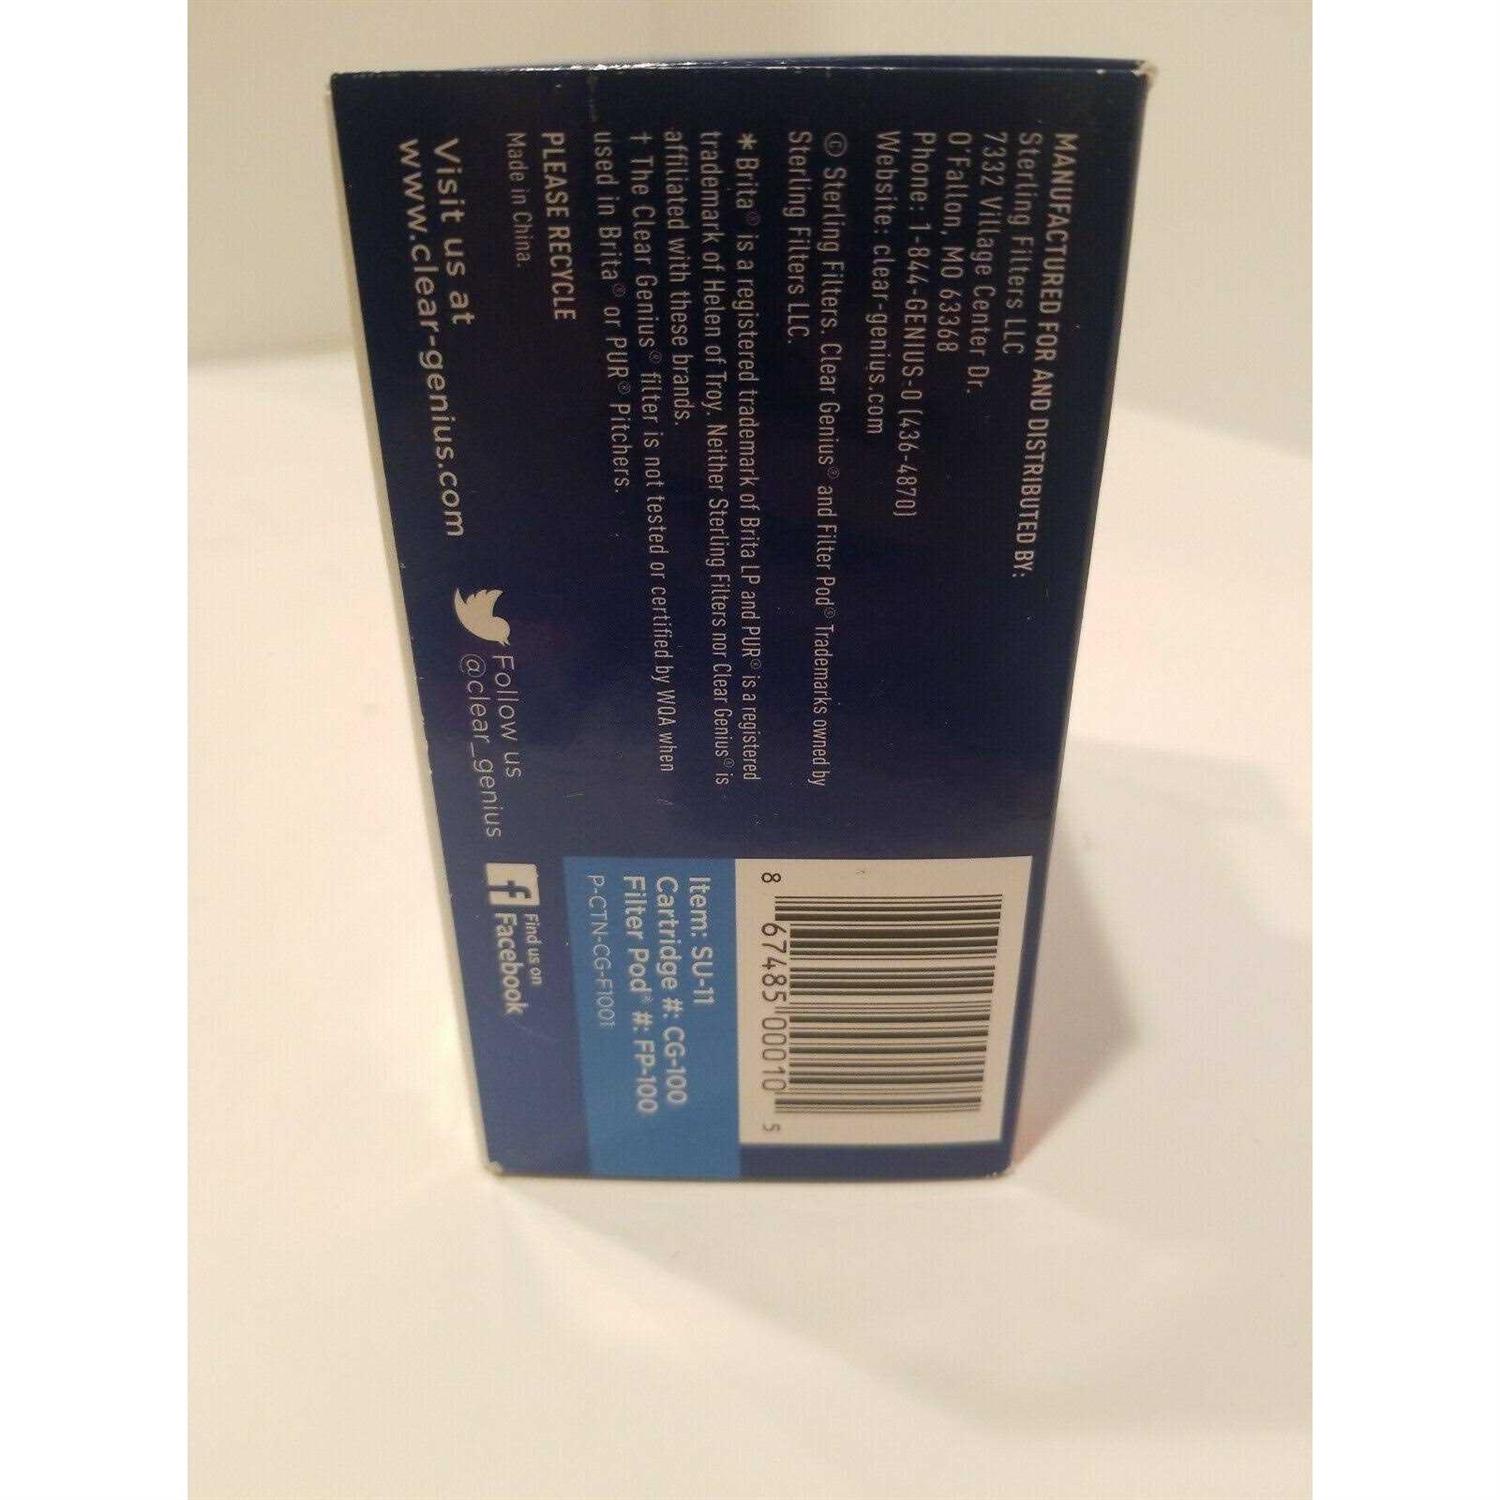 MANUFACTURED FOR AND DISTRIBUTED BY:
Sterling Filters LLC
7332 Village Center Dr.
O'Fallon, MO 63368
Phone: 1-844-GENIUS-0 (436-4870)
Website: clear-genius.com
© Sterling Filters. Clear Genius® and Filter Pod® Trademarks owned by
Sterling Filters LLC.
* Brita® is a registered trademark of Brita LP and PUR® is a registered
trademark of Helen of Troy. Neither Sterling Filters nor Clear Genius® is
affiliated with these brands.
† The Clear Genius® filter is not tested or certified by WQA when
used in Brita® or PUR® Pitchers.
PLEASE RECYCLE
Made in China.
Visit us at
www.clear-genius.com
Follow us
@clear_genius
f Find us on
Facebook
8 67485 00010 5
Item: SU-11
Cartridge #: CG-100
Filter Pod® #: FP-100
P-CTN-CG-F1001